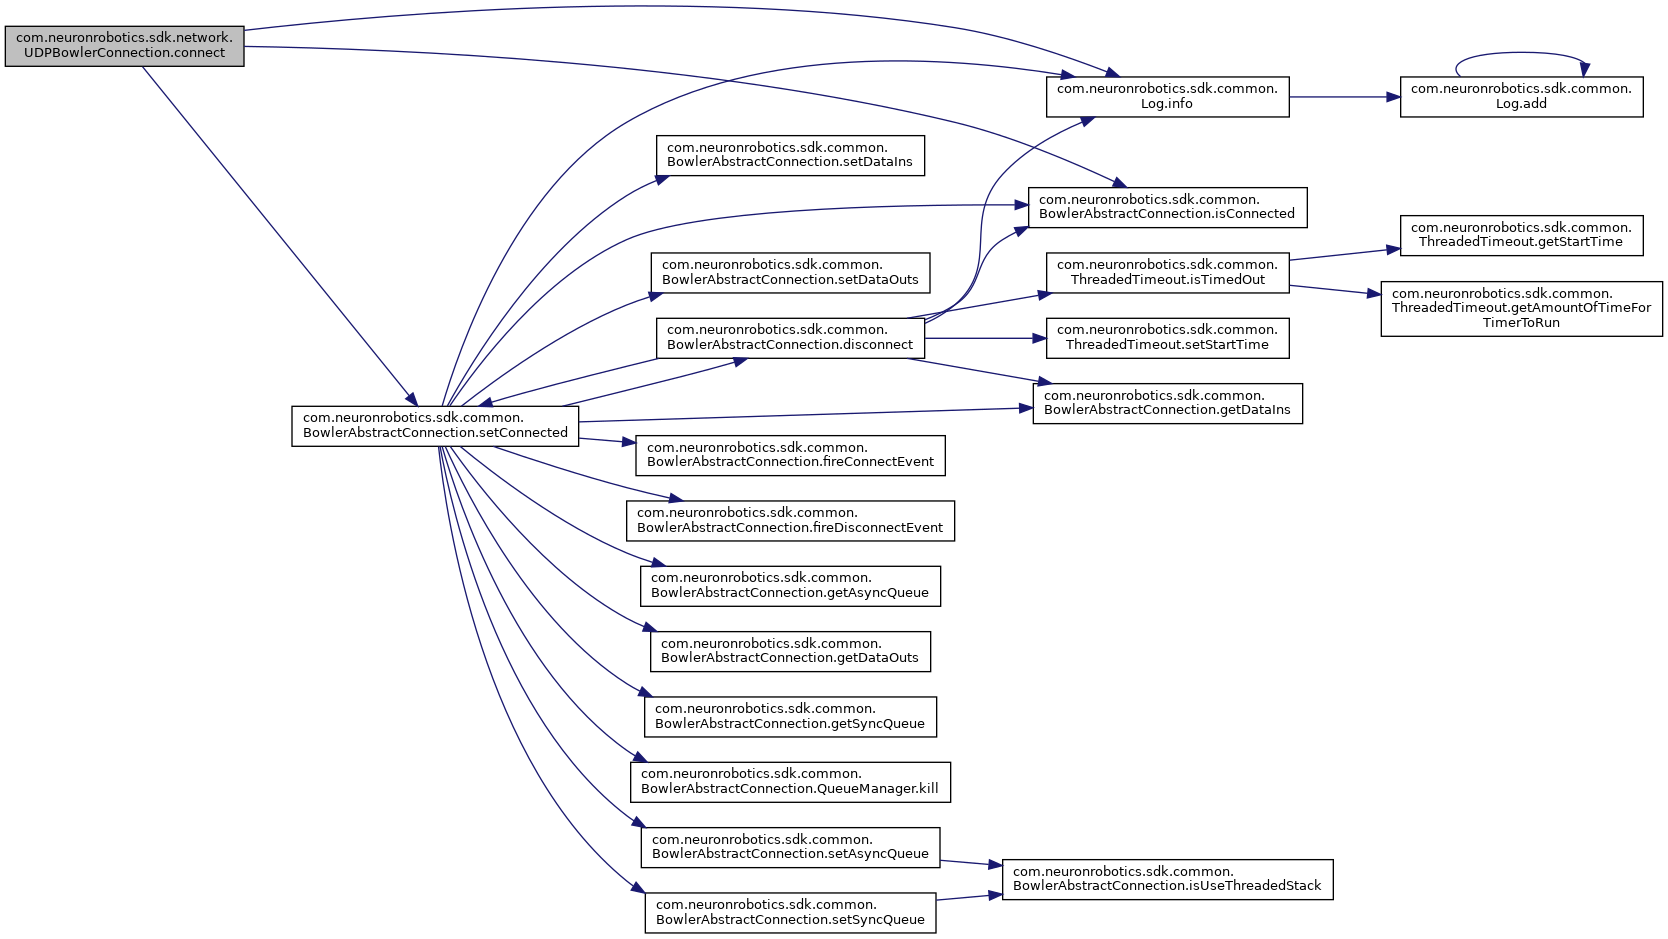 com.neuronrobotics.sdk.network.
UDPBowlerConnection.connect
com.neuronrobotics.sdk.common.
Log.info
com.neuronrobotics.sdk.common.
Log.add
com.neuronrobotics.sdk.common.
BowlerAbstractConnection.setDataIns
com.neuronrobotics.sdk.common.
BowlerAbstractConnection.isConnected
com.neuronrobotics.sdk.common.
ThreadedTimeout.getStartTime
com.neuronrobotics.sdk.common.
BowlerAbstractConnection.setDataOuts
com.neuronrobotics.sdk.common.
ThreadedTimeout.isTimedOut
com.neuronrobotics.sdk.common.
ThreadedTimeout.getAmountOfTimeFor
TimerToRun
com.neuronrobotics.sdk.common.
BowlerAbstractConnection.disconnect
com.neuronrobotics.sdk.common.
ThreadedTimeout.setStartTime
com.neuronrobotics.sdk.common.
BowlerAbstractConnection.getDataIns
com.neuronrobotics.sdk.common.
BowlerAbstractConnection.setConnected
com.neuronrobotics.sdk.common.
BowlerAbstractConnection.fireConnectEvent
com.neuronrobotics.sdk.common.
BowlerAbstractConnection.fireDisconnectEvent
com.neuronrobotics.sdk.common.
BowlerAbstractConnection.getAsyncQueue
com.neuronrobotics.sdk.common.
BowlerAbstractConnection.getDataOuts
com.neuronrobotics.sdk.common.
BowlerAbstractConnection.getSyncQueue
com.neuronrobotics.sdk.common.
BowlerAbstractConnection.QueueManager.kill
com.neuronrobotics.sdk.common.
BowlerAbstractConnection.setAsyncQueue
com.neuronrobotics.sdk.common.
BowlerAbstractConnection.isUseThreadedStack
com.neuronrobotics.sdk.common.
BowlerAbstractConnection.setSyncQueue